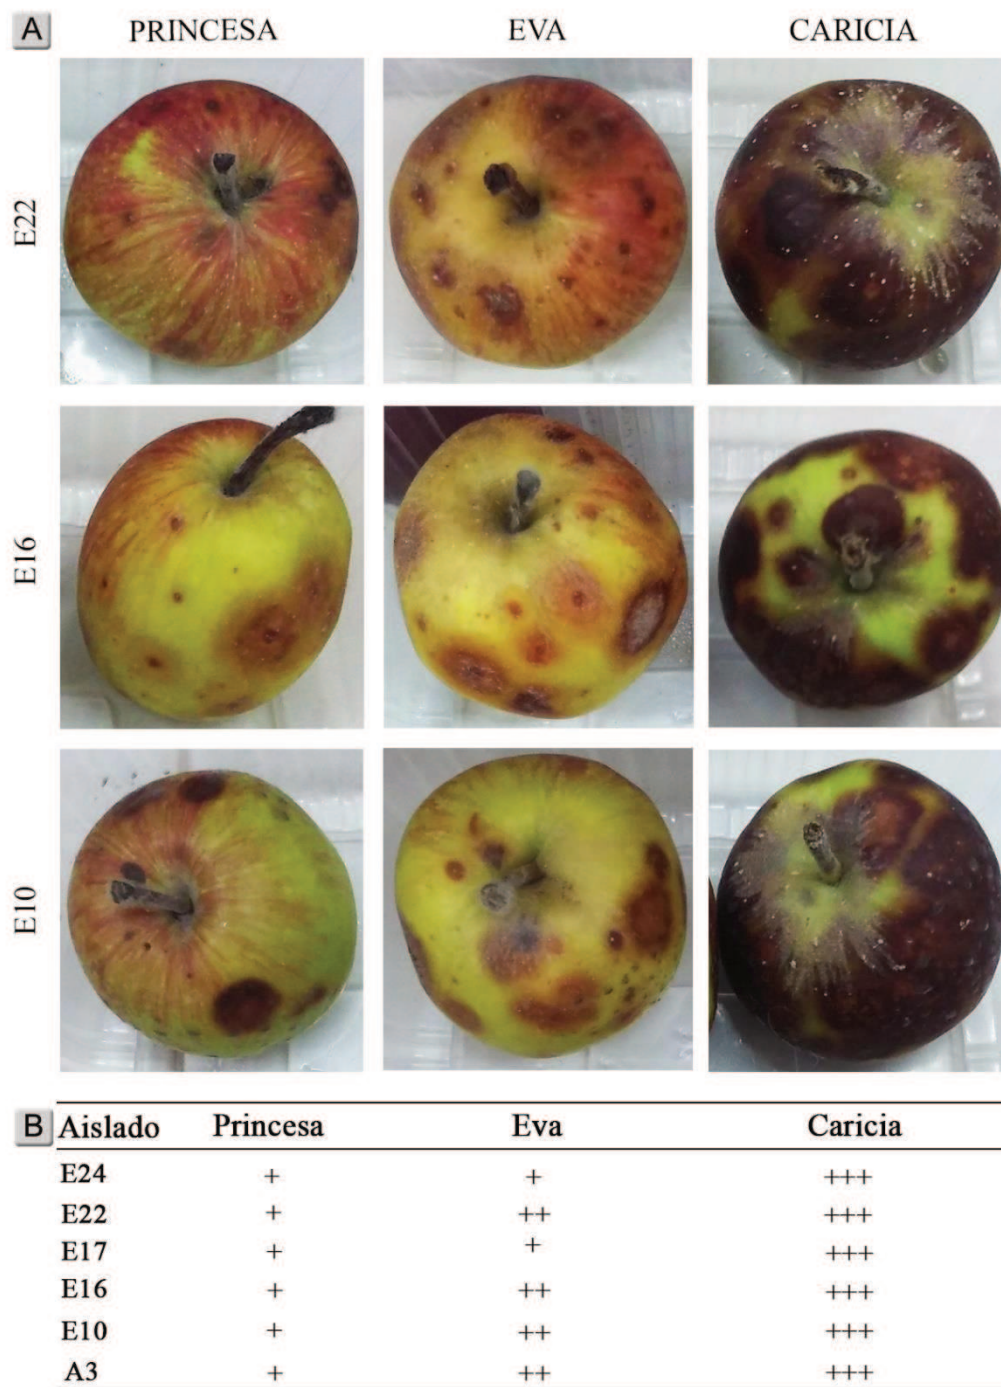 A PRINCESA EVA CARICIA
E22
E16
E10
B Aislado Princesa Eva Caricia
E24 + + +++
E22 + ++ +++
E17 + + +++
E16 + ++ +++
E10 + ++ +++
A3 + ++ +++